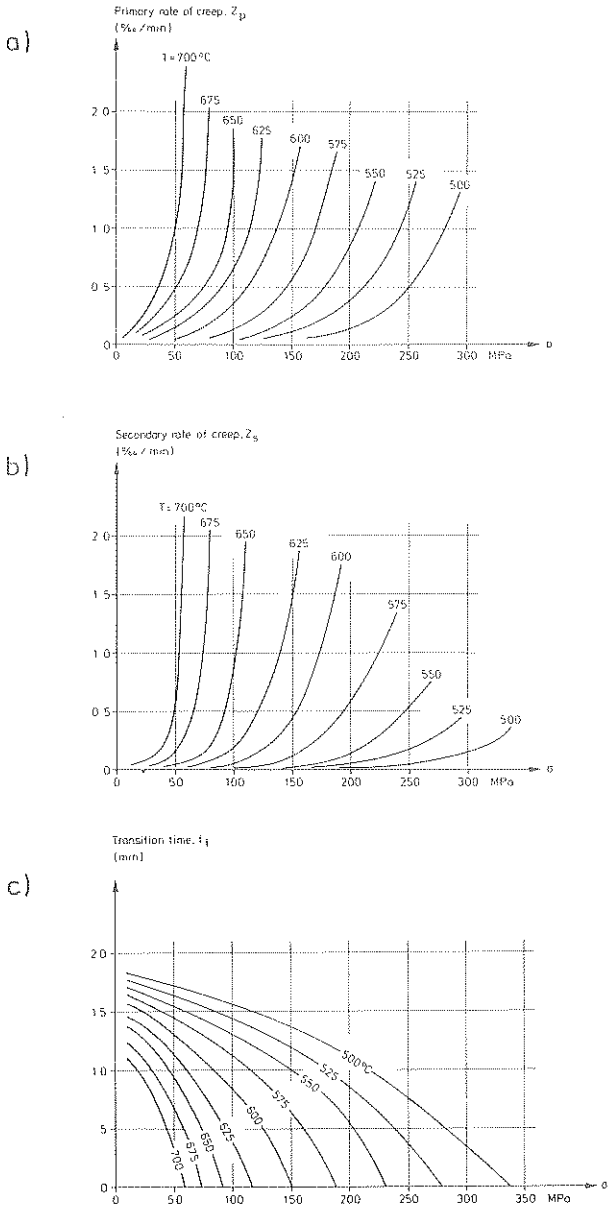 a)
Primary rate of creep, Zp
(‰/min)
T=700°C
675
650
625
600
575
550
525
500
2.0
1.5
1.0
0.5
0
0 50 100 150 200 250 300 MPa σ
b)
Secondary rate of creep, Zs
(‰/min)
T=700°C
675
650
625
600
575
550
525
500
2.0
1.5
1.0
0.5
0
0 50 100 150 200 250 300 MPa σ
c)
Transition time, ti
(min)
20
15
10
5
0
500°C
525
550
575
600
625
650
675
700
0 50 100 150 200 250 300 350 MPa σ